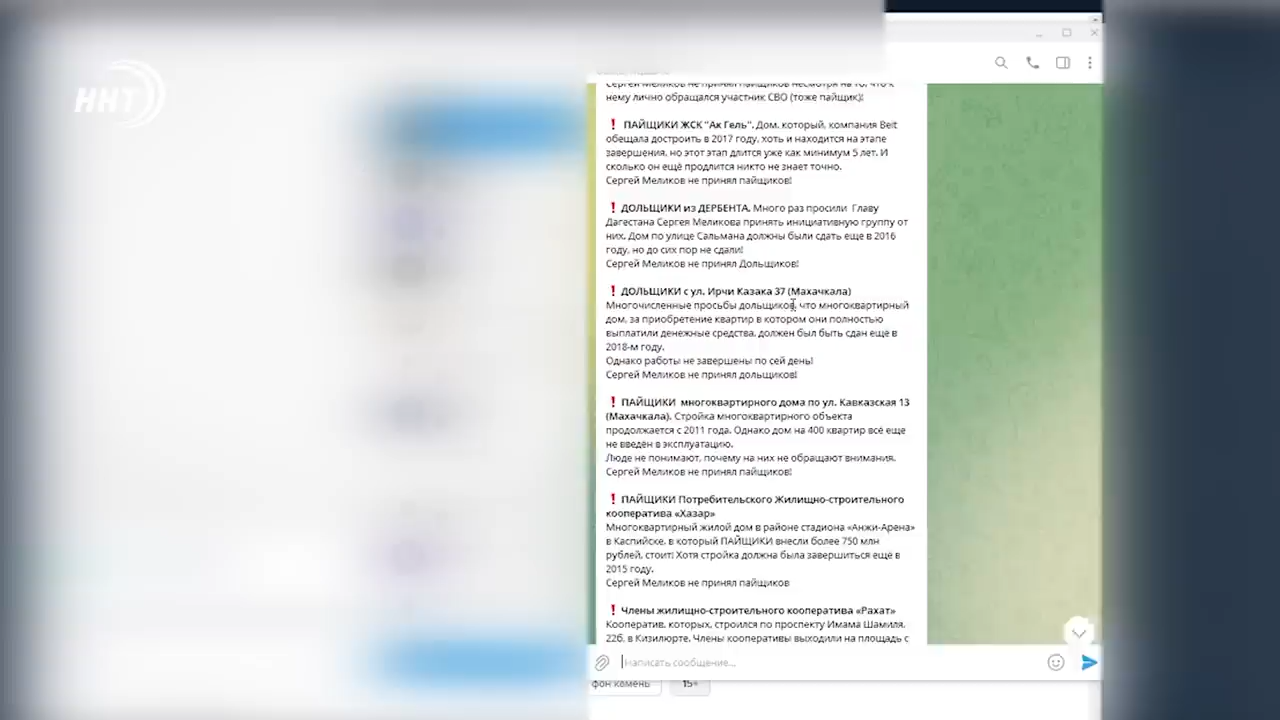 ННТ
Сергей Меликов не принял пайщиков несмотря на то, что к
нему лично обращался участник СВО (тоже пайщик)!
❗ ПАЙЩИКИ ЖСК "Ак Гель". Дом, который, компания Beit
обещала достроить в 2017 году, хоть и находится на этапе
завершения, но этот этап длится уже как минимум 5 лет. И
сколько он ещё продлится никто не знает точно.
Сергей Меликов не принял пайщиков!
❗ ДОЛЬЩИКИ из ДЕРБЕНТА. Много раз просили Главу
Дагестана Сергея Меликова принять инициативную группу от
них. Дом по улице Сальмана должны были сдать еще в 2016
году, но до сих пор не сдали!
Сергей Меликов не принял Дольщиков!
❗ ДОЛЬЩИКИ с ул. Ирчи Казака 37 (Махачкала)
Многочисленные просьбы дольщиков, что многоквартирный
дом, за приобретение квартир в котором они полностью
выплатили денежные средства, должен был быть сдан еще в
2018-м году.
Однако работы не завершены по сей день!
Сергей Меликов не принял дольщиков!
❗ ПАЙЩИКИ многоквартирного дома по ул. Кавказская 13
(Махачкала). Стройка многоквартирного объекта
продолжается с 2011 года. Однако дом на 400 квартир всё еще
не введён в эксплуатацию.
Люде не понимают, почему на них не обращают внимания.
Сергей Меликов не принял пайщиков!
❗ ПАЙЩИКИ Потребительского Жилищно-строительного
кооператива «Хазар»
Многоквартирный жилой дом в районе стадиона «Анжи-Арена»
в Каспийске, в который ПАЙЩИКИ внесли более 750 млн
рублей, стоит! Хотя стройка должна была завершиться ещё в
2015 году.
Сергей Меликов не принял пайщиков
❗ Члены жилищно-строительного кооператива «Рахат»
Кооператив, которых, строился по проспекту Имама Шамиля,
22б, в Кизилюрте. Члены кооперативы выходили на площадь с
Написать сообщение...
фон камень 15+